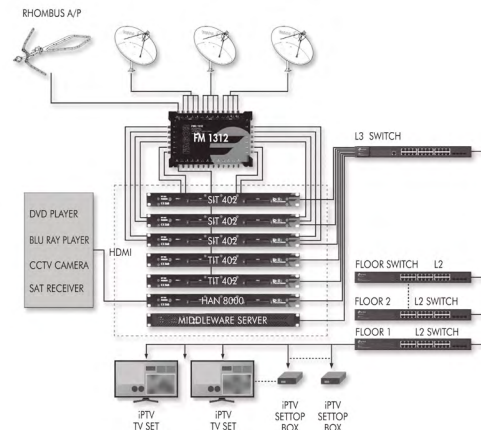 RHOMBUS A/P
FM 1312
L3 SWITCH
SIT 402
SIT 402
SIT 402
TIT 402
TIT 402
HAN 8000
MIDDLEWARE SERVER
HDMI
DVD PLAYER
BLU RAY PLAYER
CCTV CAMERA
SAT RECEIVER
FLOOR SWITCH L2
FLOOR 2 L2 SWITCH
FLOOR 1 L2 SWITCH
iPTV
TV SET
iPTV
TV SET
iPTV
SETTOP
BOX
iPTV
SETTOP
BOX